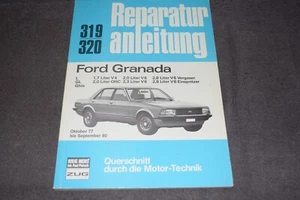 319
320
Reparatur
anleitung
Ford Granada
L
GL
Ghia
1,7 Liter V4
2,0 Liter OHC
2,0 Liter V6
2,3 Liter V6
2,8 Liter V6 Vergaser
2,8 Liter V6 Einspritzer
Oktober 77
bis September 80
Querschnitt
durch die Motor-Technik
ZUG